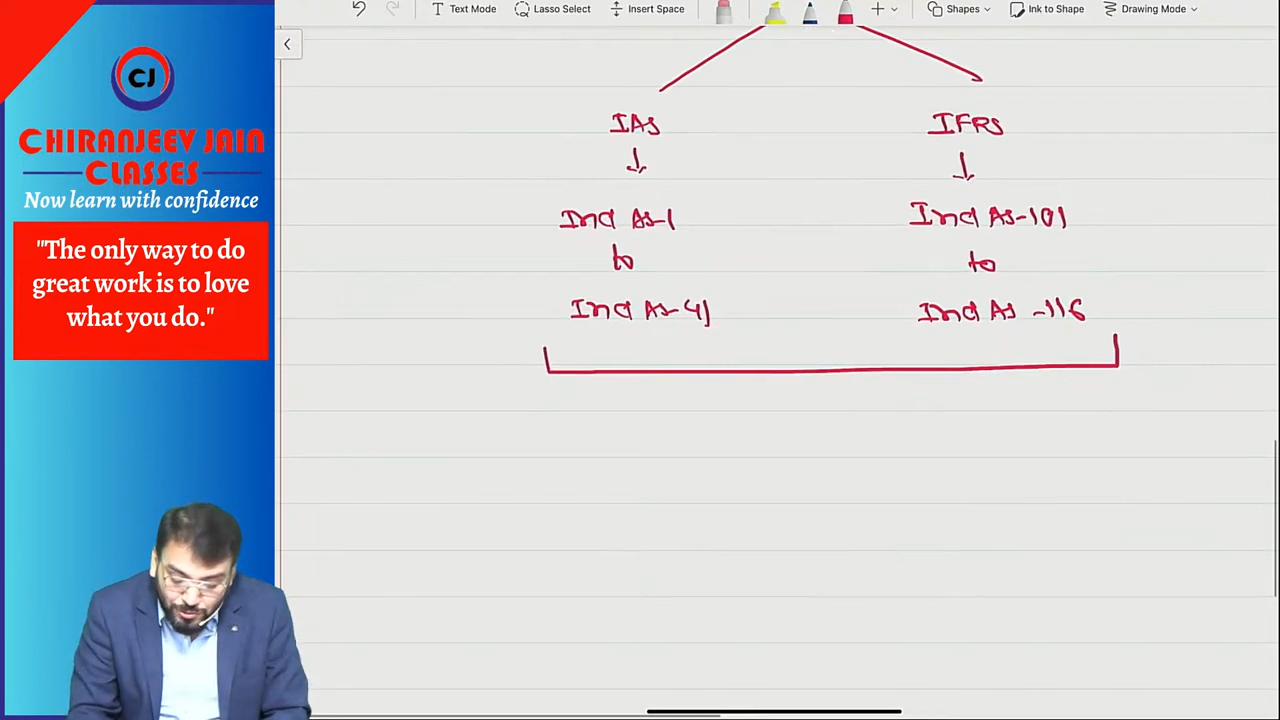 Text Mode
Lasso Select
Insert Space
Shapes
Ink to Shape
Drawing Mode
CJ
CHIRANJEEV JAIN
CLASSES
Now learn with confidence
"The only way to do
great work is to love
what you do."
IAS
IFRS
Ind AS-1
Ind AS-101
to
to
Ind AS-41
Ind AS-116